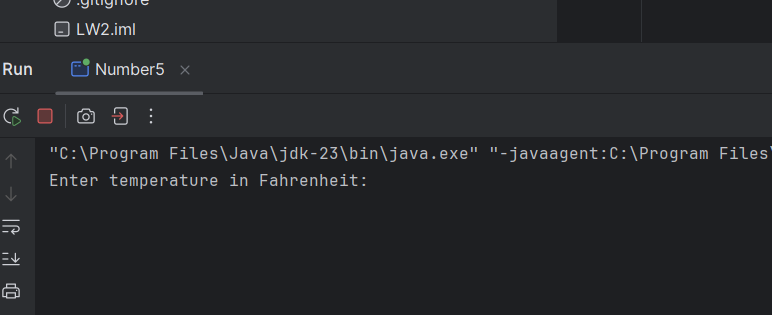 .gitignore
LW2.iml
Run
Number5
"C:\Program Files\Java\jdk-23\bin\java.exe" "-javaagent:C:\Program Files\
Enter temperature in Fahrenheit: